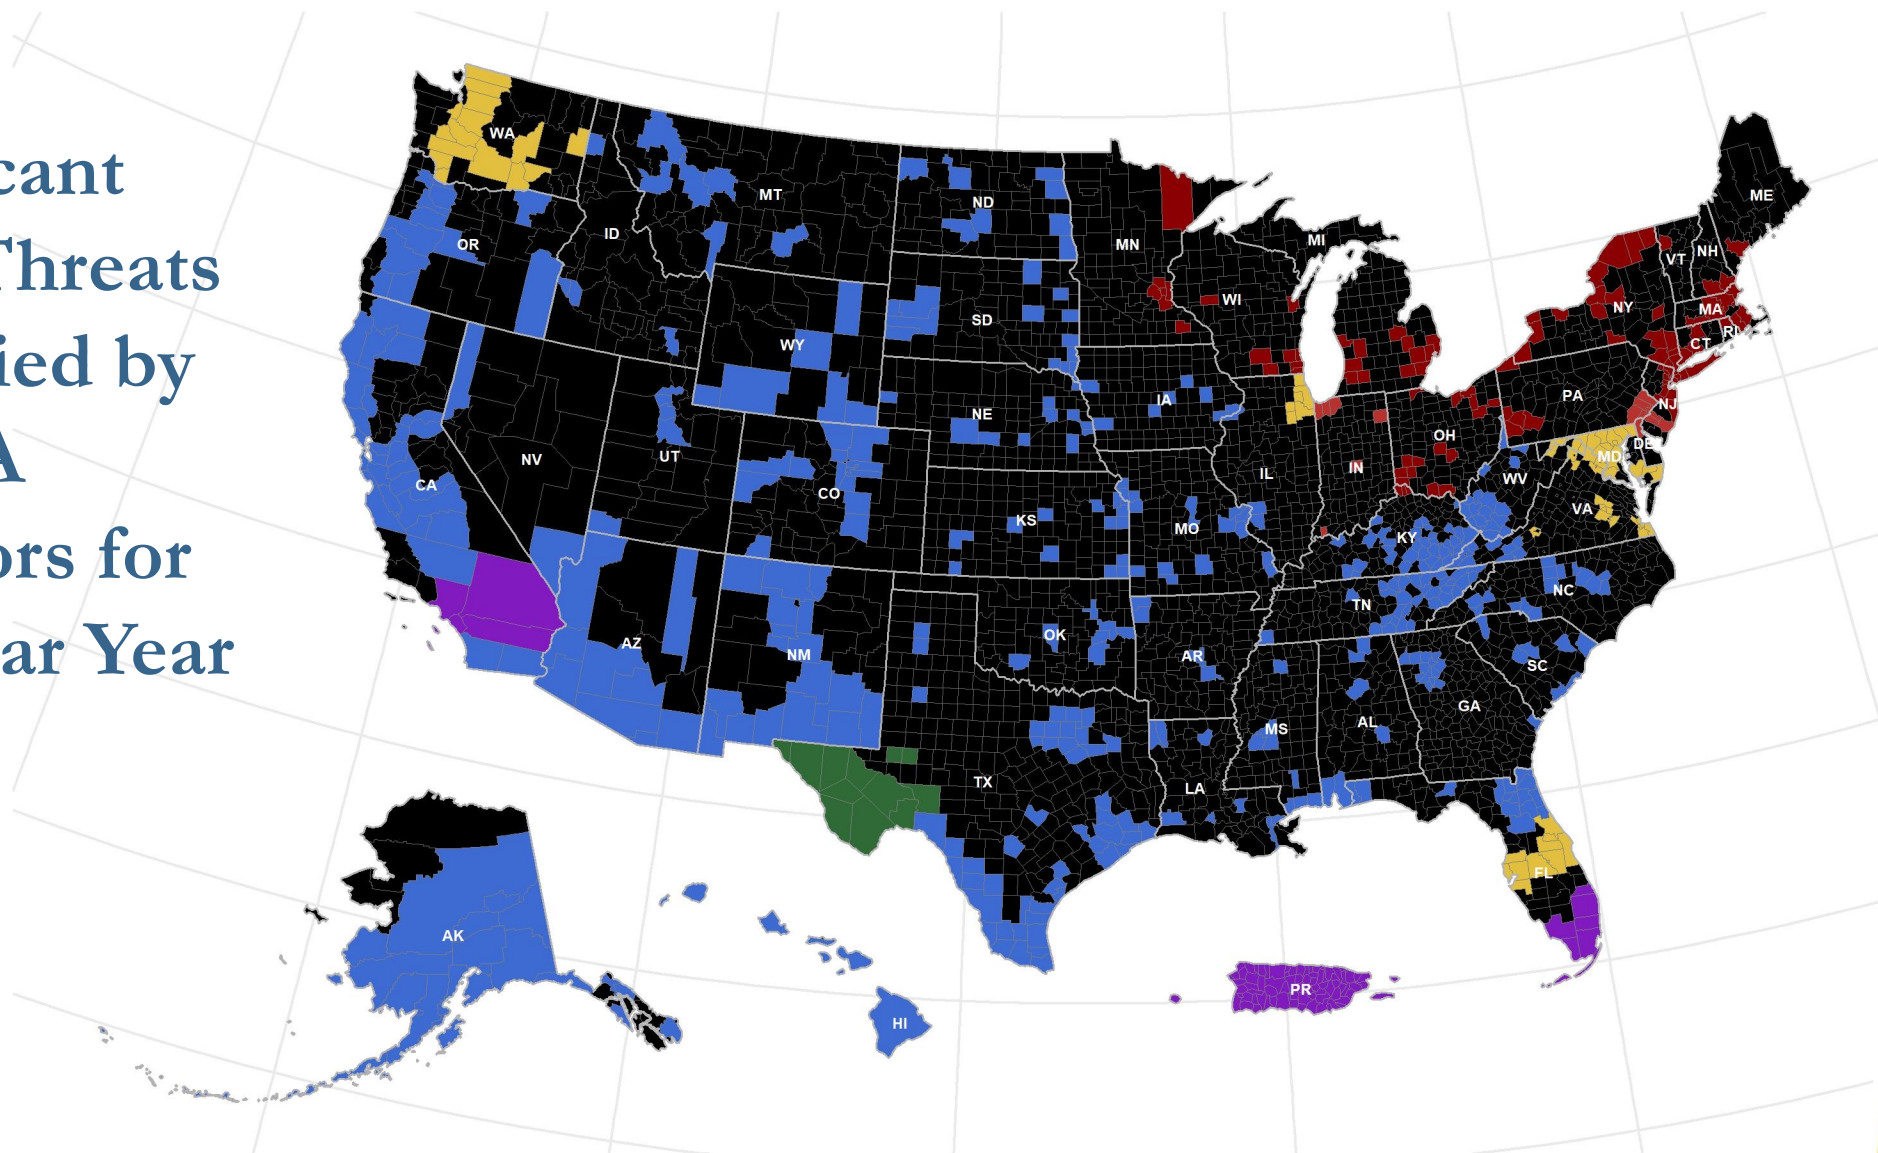 cant
Threats
ied by
A
ors for
ar Year
WA
MT
ND
MN
MI
ME
OR
ID
SD
WI
VT
NH
NY
MA
RI
CT
WY
NE
IA
PA
NJ
NV
UT
CO
CA
KS
MO
IL
IN
OH
WV
MD
DE
VA
KY
AZ
NM
OK
AR
TN
NC
SC
MS
AL
GA
TX
LA
FL
AK
HI
PR